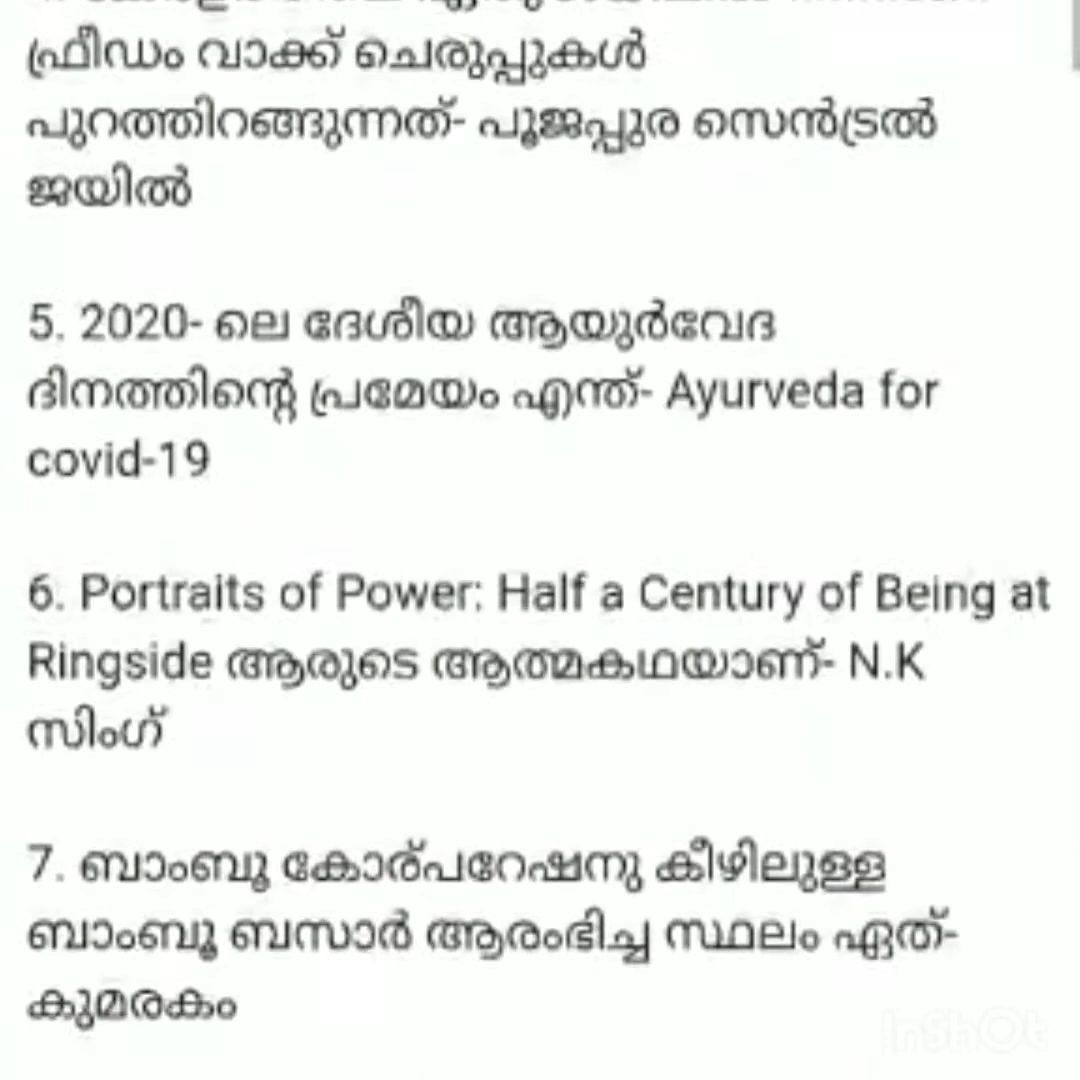 ഫ്രീഡം വാക്ക് ചെരുപ്പുകൾ
പുറത്തിറങ്ങുന്നത്- പൂജപ്പുര സെൻട്രൽ
ജയിൽ
5. 2020- ലെ ദേശീയ ആയുർവേദ
ദിനത്തിന്റെ പ്രമേയം എന്ത്- Ayurveda for
covid-19
6. Portraits of Power: Half a Century of Being at
Ringside ആരുടെ ആത്മകഥയാണ്- N.K
സിംഗ്
7. ബാംബൂ കോര്പറേഷനു കീഴിലുള്ള
ബാംബൂ ബസാർ ആരംഭിച്ച സ്ഥലം ഏത്-
കുമരകം
InShOt